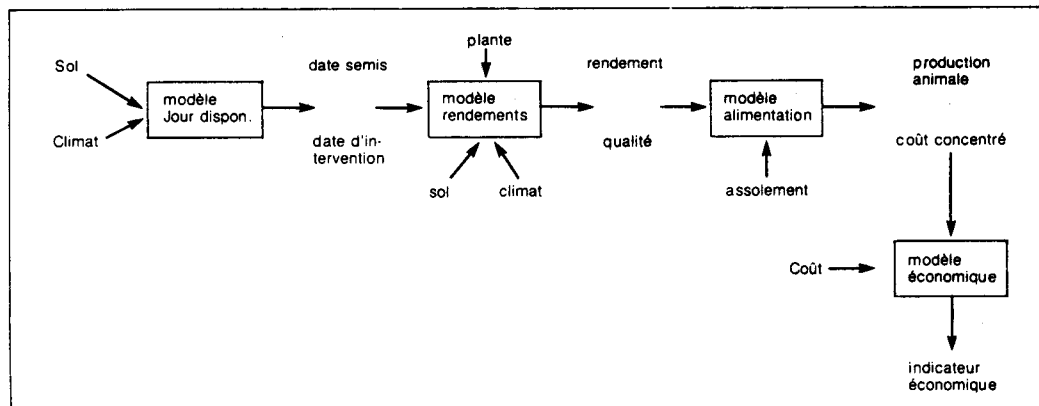 Sol
Climat
modèle
Jour dispon.
date semis
date d'in-
tervention
plante
modèle
rendements
sol
climat
rendement
qualité
modèle
alimentation
assolement
production
animale
coût concentré
Coût
modèle
économique
indicateur
économique